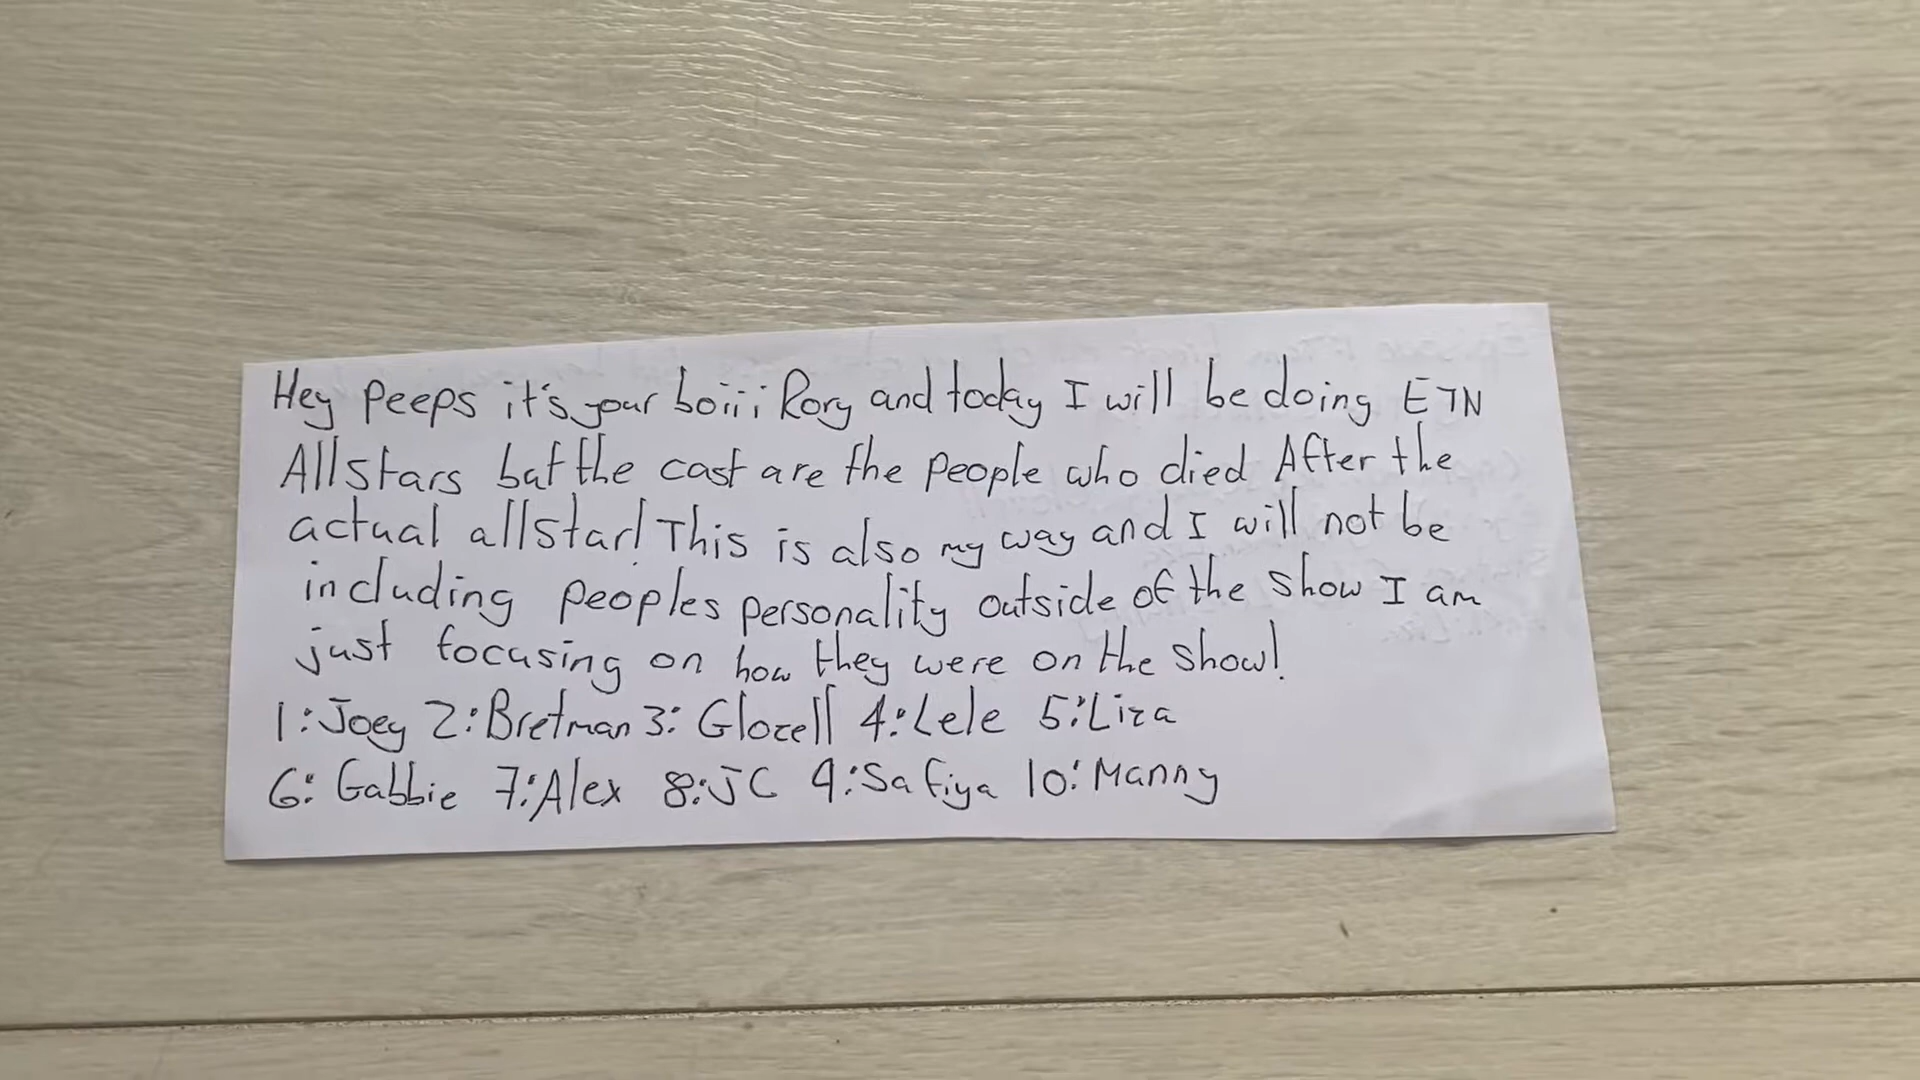 Hey Peeps it's your boiiii Rory and today I will be doing ETN
Allstars but the cast are the people who died After the
actual allstar! This is also my way and I will not be
including peoples personality outside of the show I am
just focusing on how they were on the show!
1:Joey 2:Bretman 3: Glozell 4:Lele 5:Liza
6: Gabbie 7:Alex 8:JC 9:Safiya 10:Manny